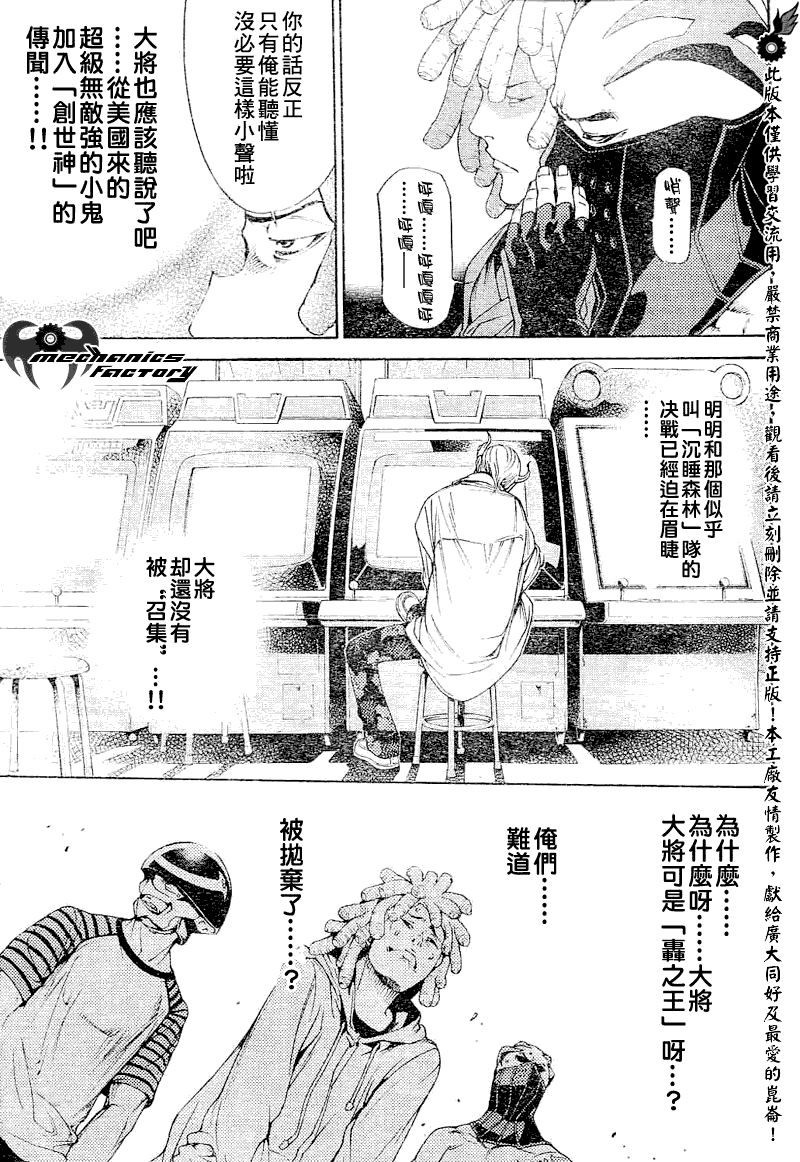 哨聲……
呼嘎……呼嘎嘎呼
……呼嘎——
你的話反正
只有俺能聽懂
沒必要這樣小聲啦
大將也應該聽說了吧
……從美國來的
超級無敵強的小鬼
加入「創世神」的
傳聞……!!
mechanics
factory
明明和那個似乎
叫「沉睡森林」隊的
决戰已經迫在眉睫
……
大將
却還沒有
被“召集”…!!
為什麼……
為什麼呀……大將
大將可是「轟之王」呀…?
俺們……
難道
被拋棄了……?
此版本僅供學習交流用，嚴禁商業用途！觀看後請立刻刪除並請支持正版！本工廠友情製作，獻給廣大同好及最愛的崑崙！